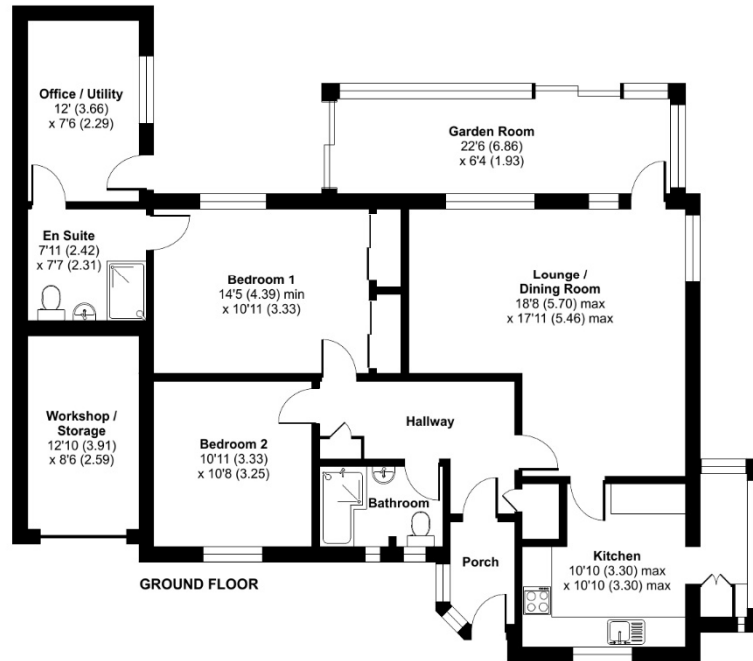 Office / Utility
12' (3.66)
x 7'6 (2.29)
Garden Room
22'6 (6.86)
x 6'4 (1.93)
En Suite
7'11 (2.42)
x 7'7 (2.31)
Bedroom 1
14'5 (4.39) min
x 10'11 (3.33)
Lounge /
Dining Room
18'8 (5.70) max
x 17'11 (5.46) max
Workshop /
Storage
12'10 (3.91)
x 8'6 (2.59)
Bedroom 2
10'11 (3.33)
x 10'8 (3.25)
Hallway
Bathroom
Porch
Kitchen
10'10 (3.30) max
x 10'10 (3.30) max
GROUND FLOOR